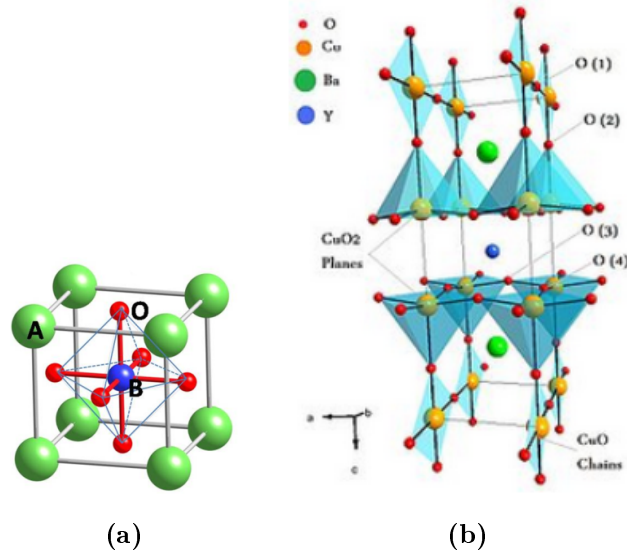 O
Cu
Ba
Y
O (1)
O (2)
CuO2
Planes
O (3)
O (4)
a
b
c
CuO
Chains
A
O
B
(a)
(b)